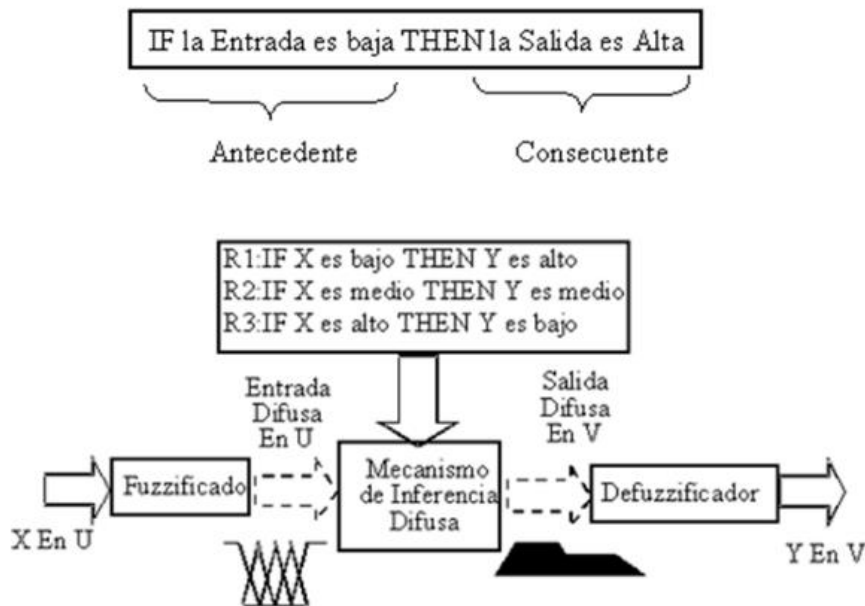 IF la Entrada es baja THEN la Salida es Alta
Antecedente
Consecuente
R1:IF X es bajo THEN Y es alto
R2:IF X es medio THEN Y es medio
R3:IF X es alto THEN Y es bajo
Entrada
Difusa
En U
Salida
Difusa
En V
Fuzzificado
Mecanismo
de Inferencia
Difusa
Defuzzificador
X En U
Y En V